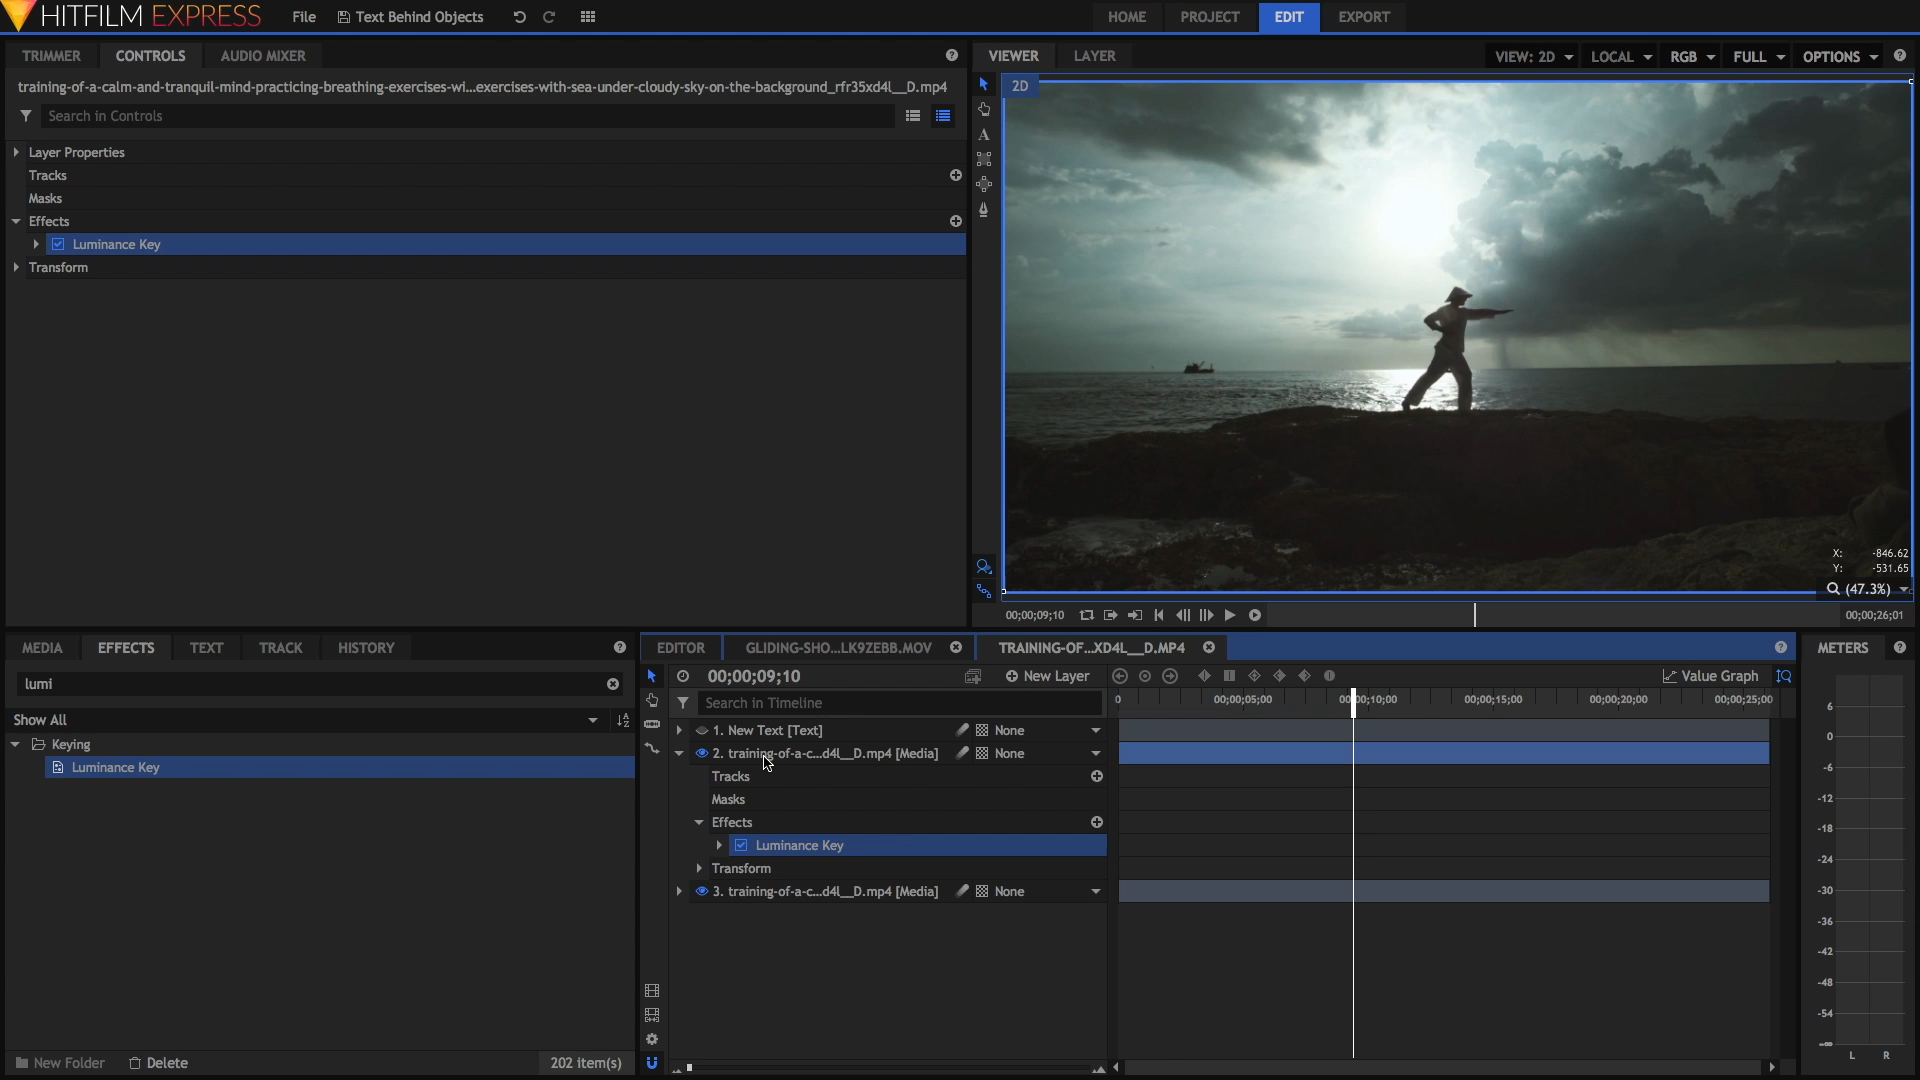 HITFILM EXPRESS File Text Behind Objects HOME PROJECT EDIT EXPORT
TRIMMER CONTROLS AUDIO MIXER
training-of-a-calm-and-tranquil-mind-practicing-breathing-exercises-wi...exercises-with-sea-under-cloudy-sky-on-the-background_rfr35xd4l__D.mp4
Search in Controls
Layer Properties
Tracks
Masks
Effects
Luminance Key
Transform
VIEWER LAYER VIEW: 2D LOCAL RGB FULL OPTIONS
2D
A
X: -846.62
Y: -531.65
(47.3%)
00;00;09;10 00;00;26;01
MEDIA EFFECTS TEXT TRACK HISTORY
lumi
Show All
Keying
Luminance Key
New Folder Delete 202 item(s)
EDITOR GLIDING-SHO...LK9ZEBB.MOV TRAINING-OF...XD4L__D.MP4
00;00;09;10 New Layer Value Graph
Search in Timeline
0 00;00;05;00 00;00;10;00 00;00;15;00 00;00;20;00 00;00;25;00
1. New Text [Text] None
2. training-of-a-c...d4l__D.mp4 [Media] None
Tracks
Masks
Effects
Luminance Key
Transform
3. training-of-a-c...d4l__D.mp4 [Media] None
METERS
6
0
-6
-12
-18
-24
-30
-36
-42
-48
-54
-∞
L R